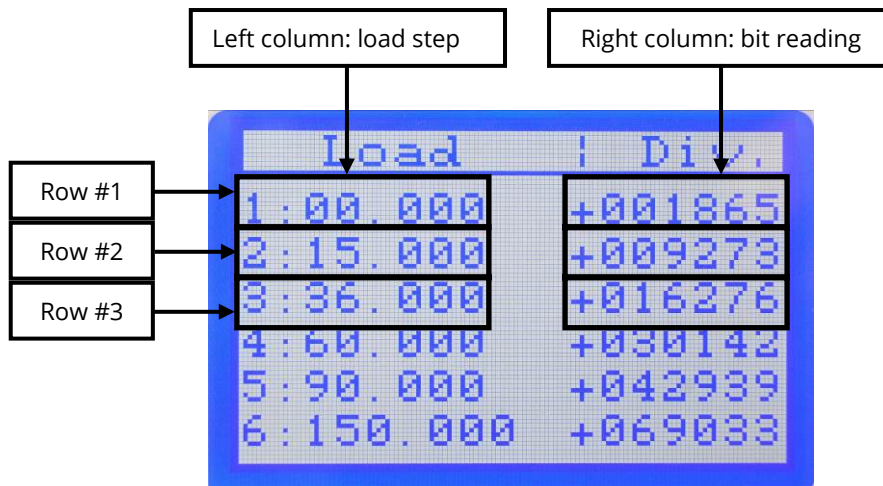 Left column: load step Right column: bit reading
Load ¦ Div.
Row #1 1:00.000 +001865
Row #2 2:15.000 +009273
Row #3 3:36.000 +016276
4:60.000 +030142
5:90.000 +042939
6:150.000 +069033